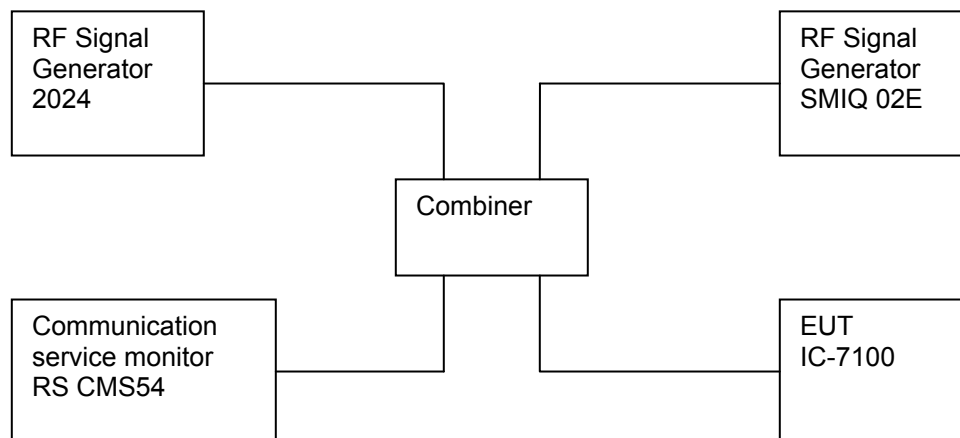 RF Signal
Generator
2024
RF Signal
Generator
SMIQ 02E
Combiner
Communication
service monitor
RS CMS54
EUT
IC-7100